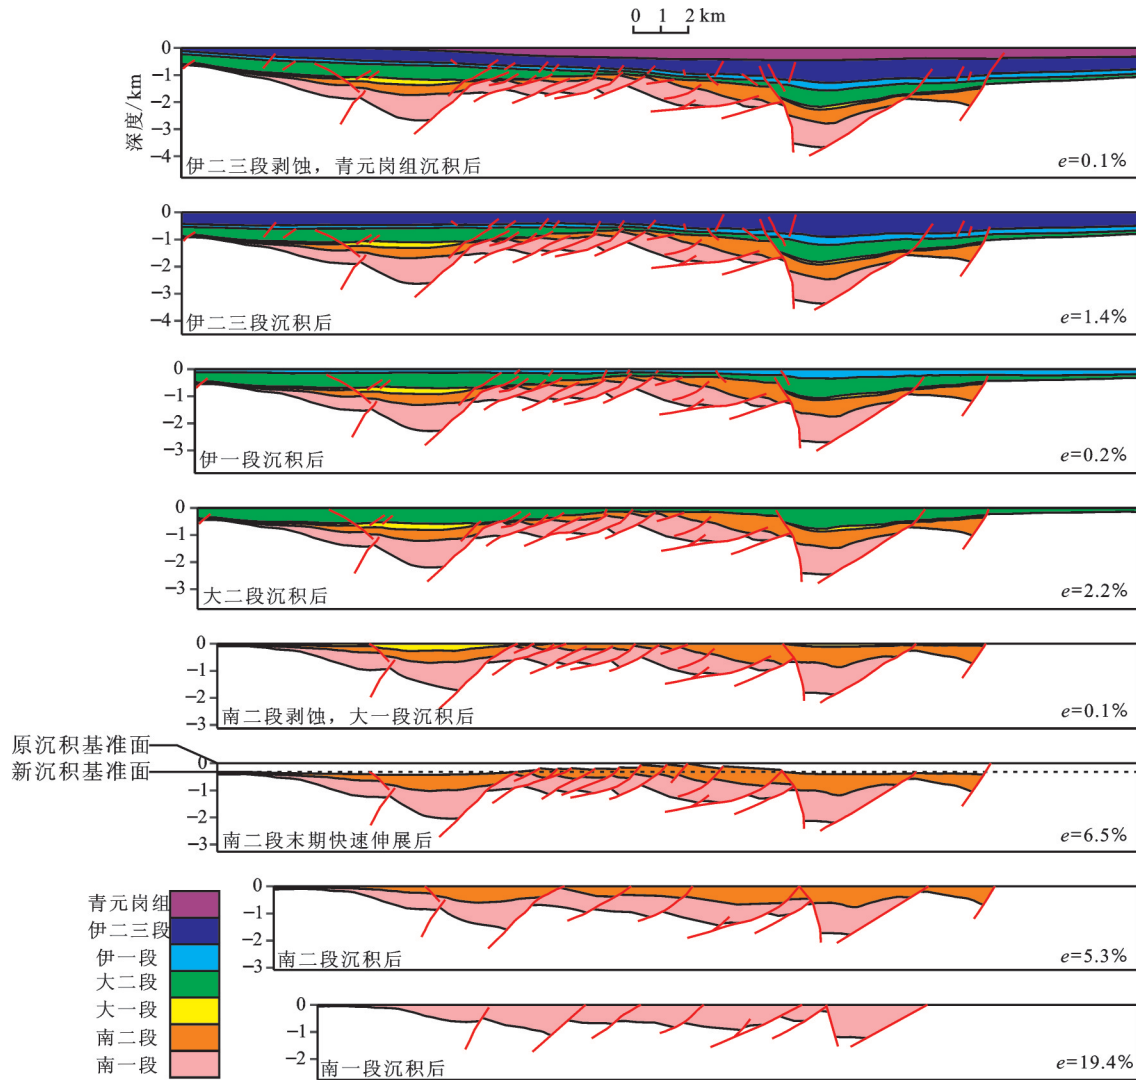 0 1 2 km
0
−1
−2
−3
−4
深度/km
伊二三段剥蚀，青元岗组沉积后
e=0.1%
0
−1
−2
−3
−4
伊二三段沉积后
e=1.4%
0
−1
−2
−3
伊一段沉积后
e=0.2%
0
−1
−2
−3
大二段沉积后
e=2.2%
0
−1
−2
−3
南二段剥蚀，大一段沉积后
e=0.1%
原沉积基准面
新沉积基准面
0
−1
−2
−3
南二段末期快速伸展后
e=6.5%
0
−1
−2
−3
南二段沉积后
e=5.3%
0
−1
−2
南一段沉积后
e=19.4%
青元岗组
伊二三段
伊一段
大二段
大一段
南二段
南一段